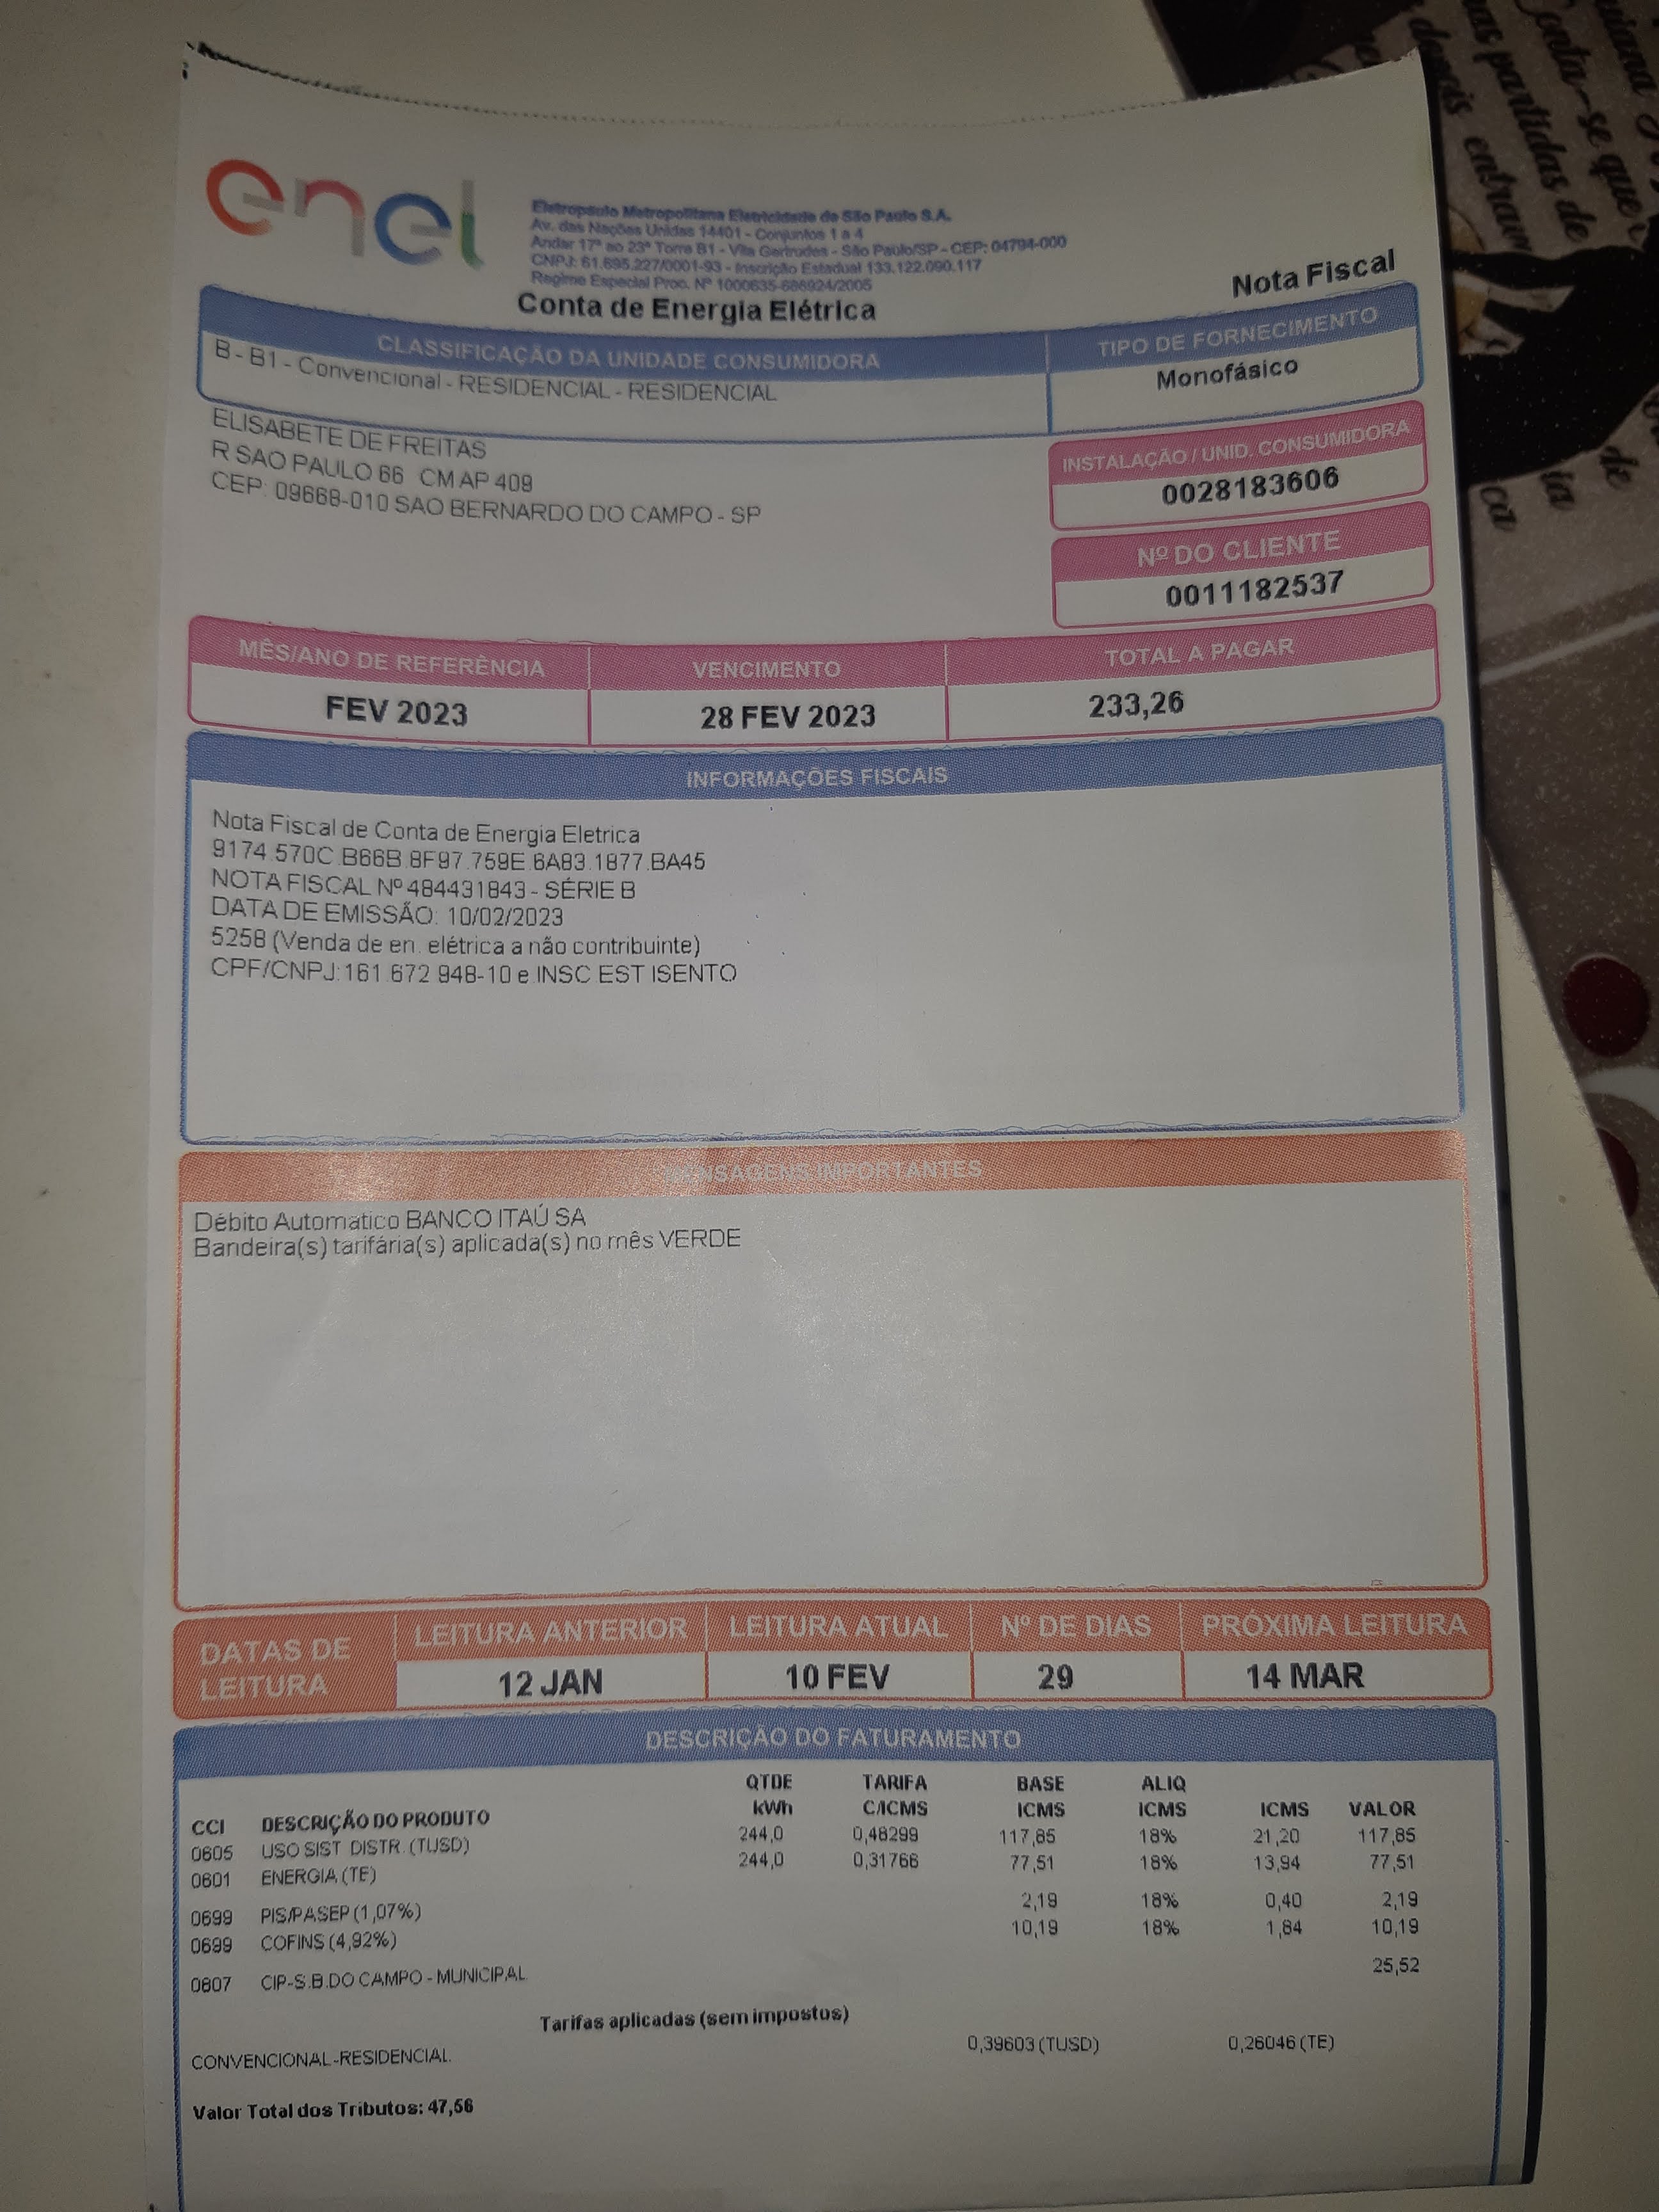 enel
Eletropaulo Metropolitana Eletricidade de São Paulo S.A.
Av. das Nações Unidas 14401 - Conjuntos 1 a 4
Andar 17º ao 23º Torre B1 - Vila Gertrudes - São Paulo/SP - CEP: 04794-000
CNPJ: 61.695.227/0001-93 - Inscrição Estadual 133.122.090.117
Regime Especial Proc. Nº 1000635-686924/2005
Conta de Energia Elétrica
Nota Fiscal
CLASSIFICAÇÃO DA UNIDADE CONSUMIDORA
TIPO DE FORNECIMENTO
B - B1 - Convencional - RESIDENCIAL - RESIDENCIAL
Monofásico
ELISABETE DE FREITAS
R SAO PAULO 66 CM AP 409
CEP: 09668-010 SAO BERNARDO DO CAMPO - SP
INSTALAÇÃO / UNID. CONSUMIDORA
0028183606
Nº DO CLIENTE
0011182537
MÊS/ANO DE REFERÊNCIA VENCIMENTO TOTAL A PAGAR
FEV 2023 28 FEV 2023 233,26
INFORMAÇÕES FISCAIS
Nota Fiscal de Conta de Energia Eletrica
9174.570C.B66B.8F97.759E.6A83.1877.BA45
NOTA FISCAL Nº 484431843 - SÉRIE B
DATA DE EMISSÃO: 10/02/2023
5258 (Venda de en. elétrica a não contribuinte)
CPF/CNPJ:161.672.948-10 e INSC EST ISENTO
MENSAGENS IMPORTANTES
Débito Automático BANCO ITAÚ SA
Bandeira(s) tarifária(s) aplicada(s) no mês VERDE
DATAS DE LEITURA
LEITURA ANTERIOR LEITURA ATUAL Nº DE DIAS PRÓXIMA LEITURA
12 JAN 10 FEV 29 14 MAR
DESCRIÇÃO DO FATURAMENTO
QTDE TARIFA BASE ALIQ
CCI DESCRIÇÃO DO PRODUTO kWh C/ICMS ICMS ICMS ICMS VALOR
0605 USO SIST. DISTR. (TUSD) 244,0 0,48299 117,85 18% 21,20 117,85
0601 ENERGIA (TE) 244,0 0,31766 77,51 18% 13,94 77,51
0699 PIS/PASEP (1,07%) 2,19 18% 0,40 2,19
0699 COFINS (4,92%) 10,19 18% 1,84 10,19
0807 CIP-S.B.DO CAMPO - MUNICIPAL 25,52
Tarifas aplicadas (sem impostos)
CONVENCIONAL-RESIDENCIAL 0,39603 (TUSD) 0,26046 (TE)
Valor Total dos Tributos: 47,56
nas partidas de
Conta-se que
demais entravam
de
ia
ca